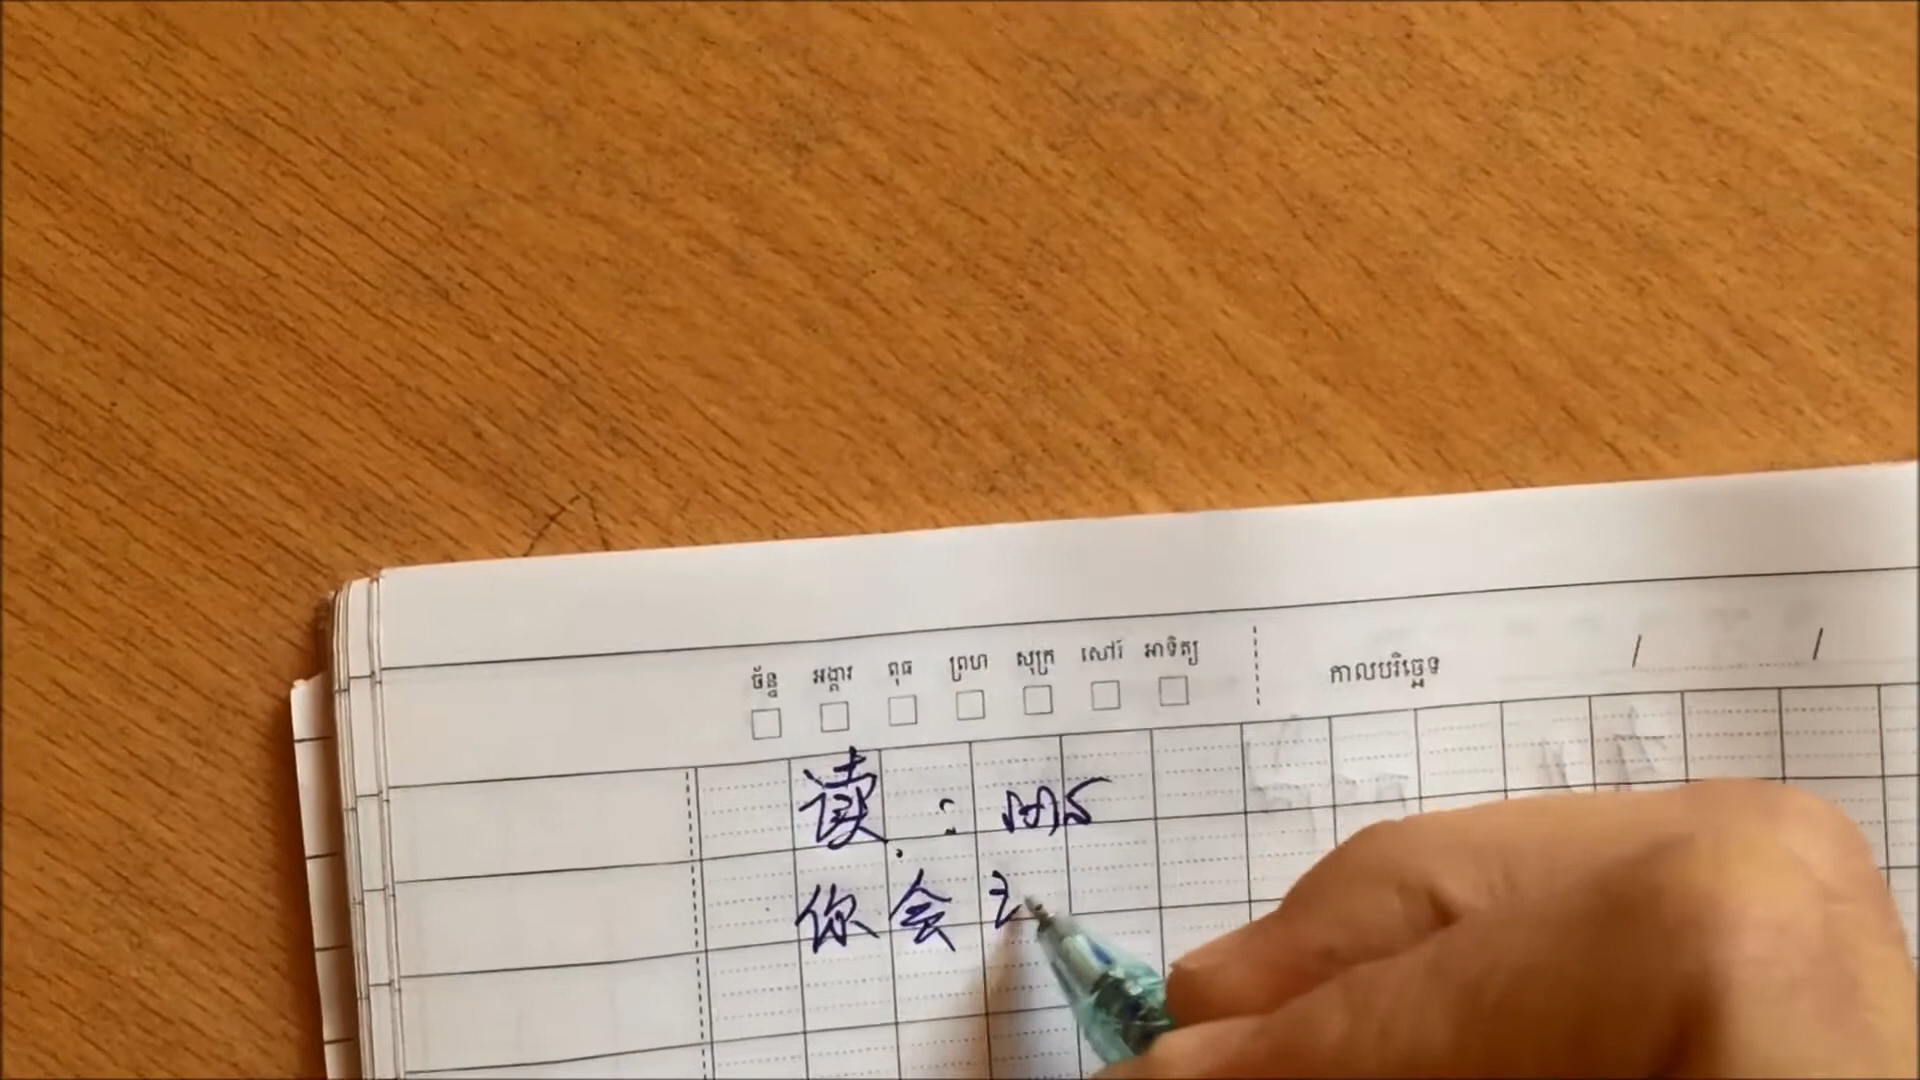 ច័ន្ទ អង្គារ ពុធ ព្រហ សុក្រ សៅរ៍ អាទិត្យ
កាលបរិច្ឆេទ / /
读 : អាន
你 会